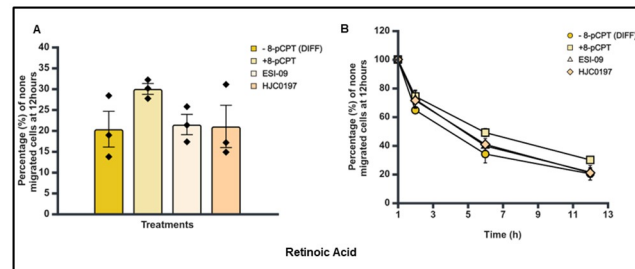 A
Percentage (%) of none
migrated cells at 12hours
40
35
30
25
20
15
10
5
0
Treatments
- 8-pCPT (DIFF)
+8-pCPT
ESI-09
HJC0197
B
Percentage (%) of none
migrated cells at 12hours
120
100
80
60
40
20
0
1 3 5 7 9 11 13
Time (h)
- 8-pCPT (DIFF)
+8-pCPT
ESI-09
HJC0197
Retinoic Acid